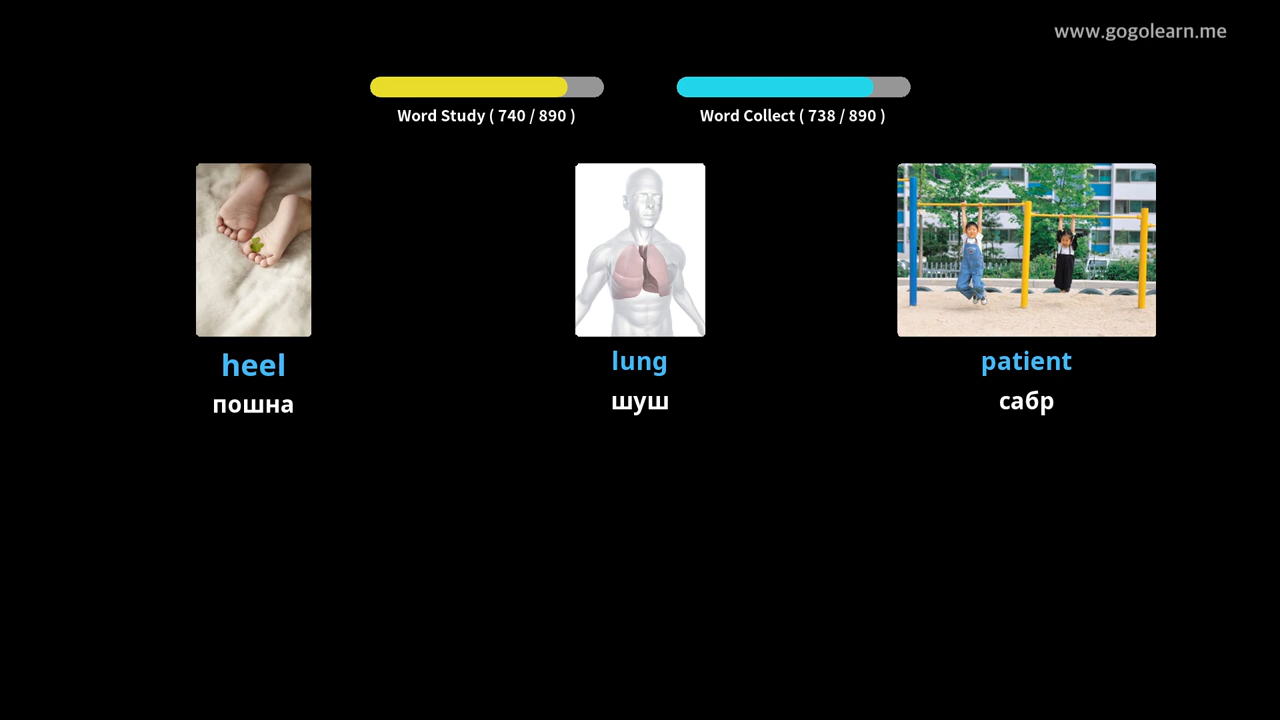 www.gogolearn.me
Word Study ( 740 / 890 )
Word Collect ( 738 / 890 )
heel
пошна
lung
шуш
patient
сабр